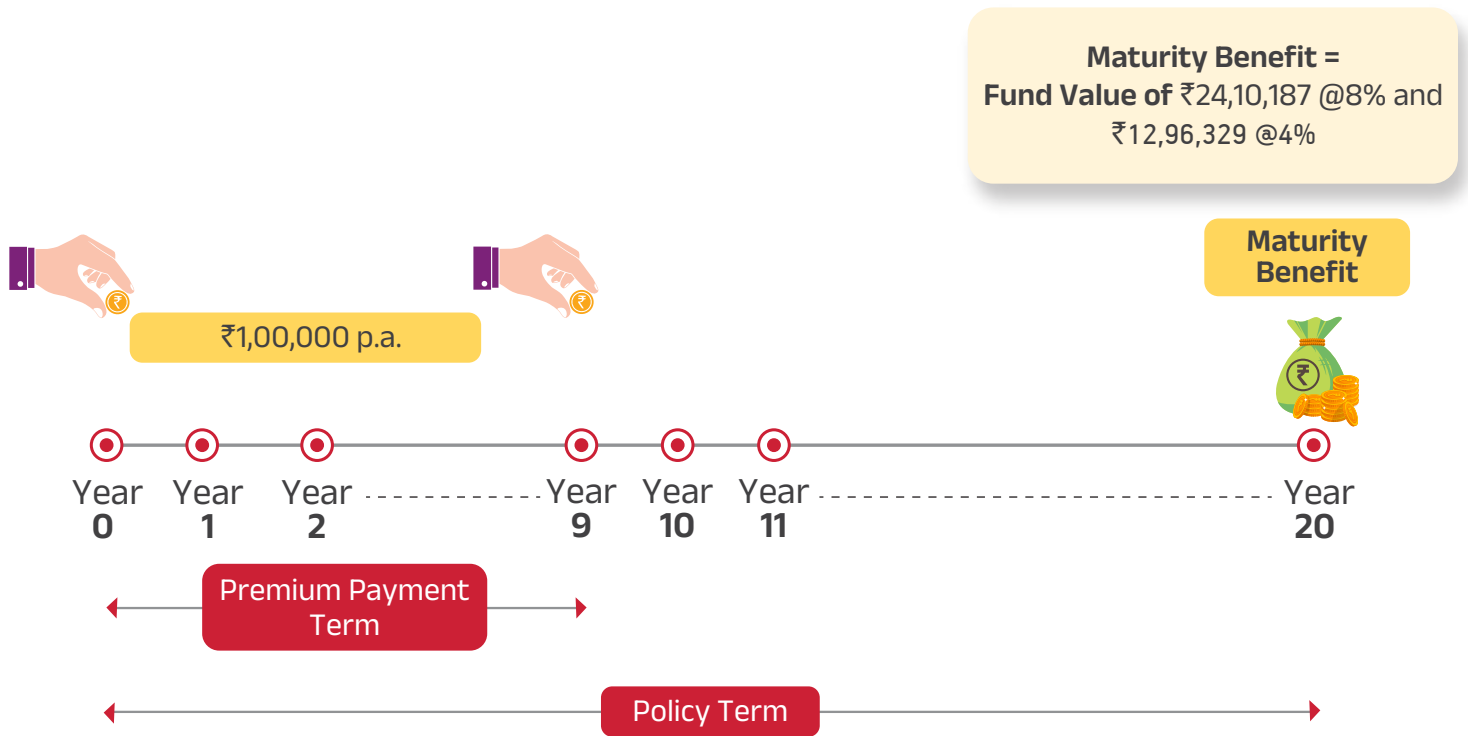 Maturity Benefit =
Fund Value of ₹24,10,187 @8% and
₹12,96,329 @4%
Maturity
Benefit
₹
₹
₹1,00,000 p.a.
₹
Year
0
Year
1
Year
2
Year
9
Year
10
Year
11
Year
20
Premium Payment
Term
Policy Term